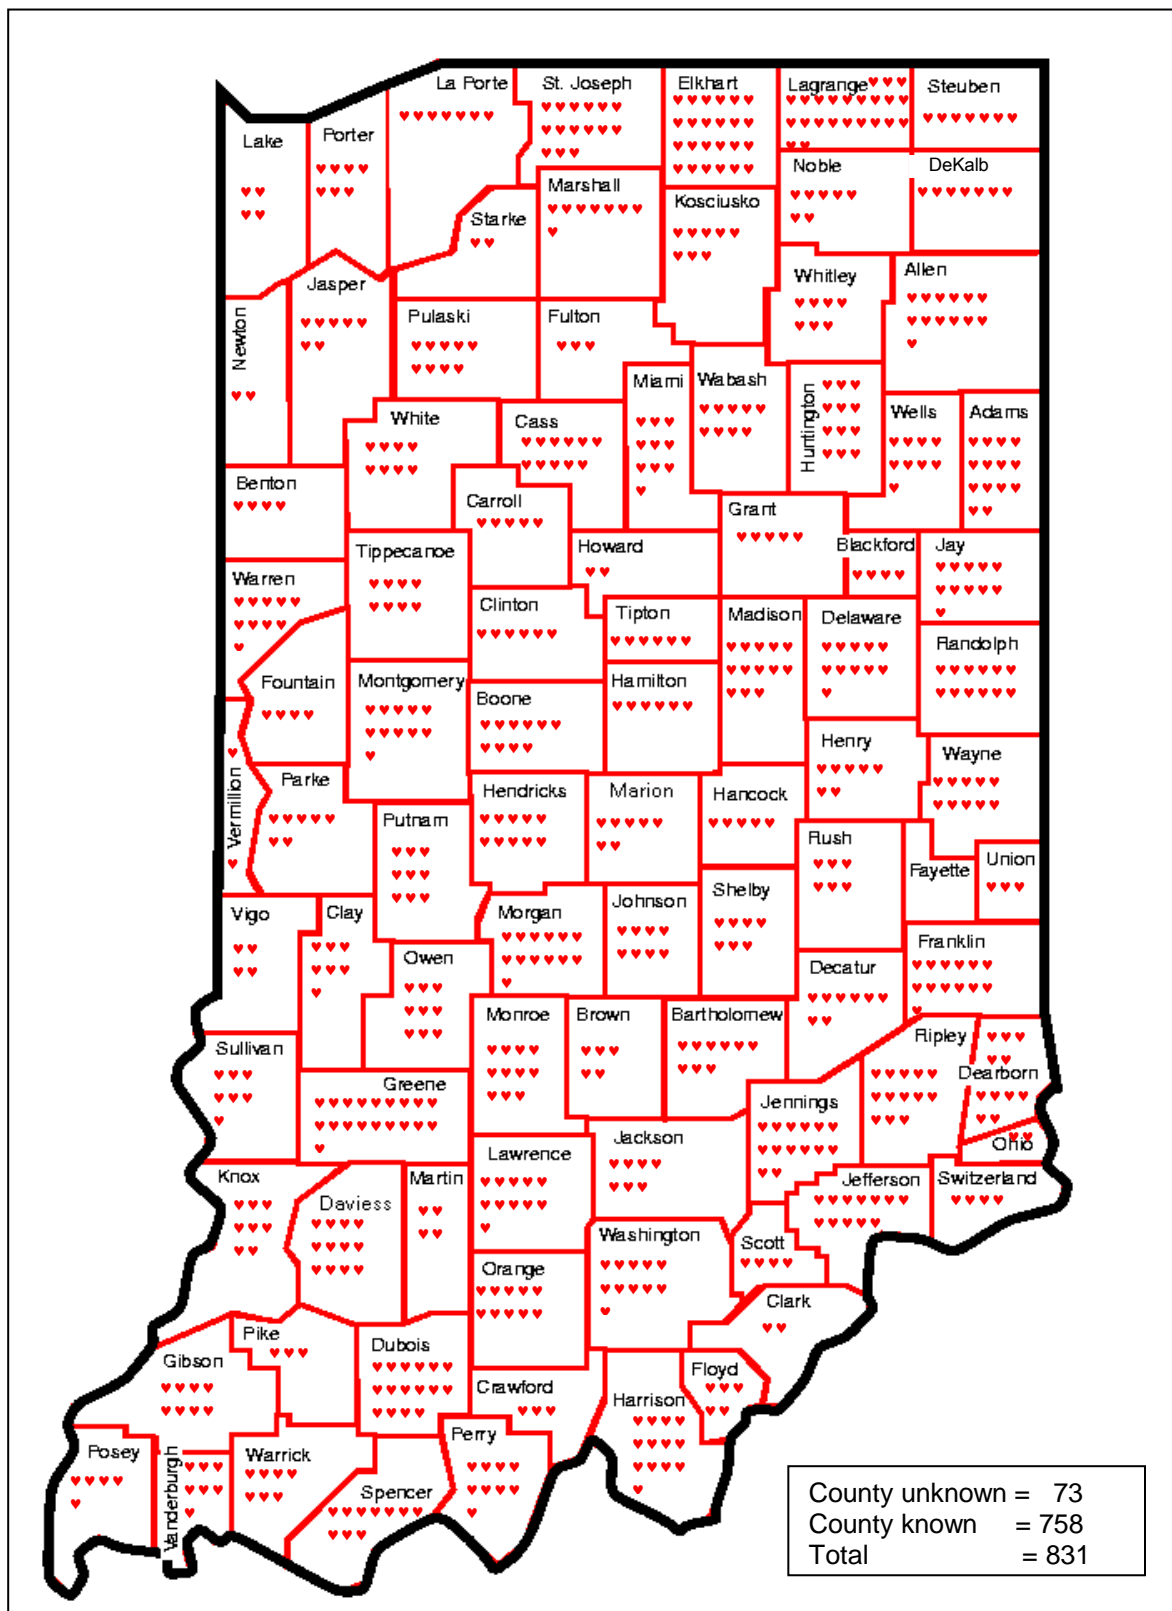 La Porte
St. Joseph
Elkhart
Lagrange
Steuben
Lake
Porter
Noble
DeKalb
Marshall
Kosciusko
Starke
Whitley
Allen
Jasper
Newton
Pulaski
Fulton
Miami
Wabash
Huntington
Wells
Adams
White
Cass
Benton
Carroll
Grant
Howard
Blackford
Jay
Tippecanoe
Warren
Clinton
Tipton
Madison
Delaware
Randolph
Fountain
Montgomery
Boone
Hamilton
Henry
Wayne
Vermillion
Parke
Hendricks
Marion
Hancock
Putnam
Rush
Fayette
Union
Vigo
Clay
Morgan
Johnson
Shelby
Franklin
Owen
Decatur
Monroe
Brown
Bartholomew
Ripley
Sullivan
Dearborn
Greene
Jennings
Jackson
Ohio
Lawrence
Knox
Martin
Jefferson
Switzerland
Daviess
Washington
Scott
Orange
Clark
Pike
Dubois
Gibson
Floyd
Crawford
Harrison
Perry
Posey
Vanderburgh
Warrick
Spencer
County unknown = 73
County known = 758
Total = 831